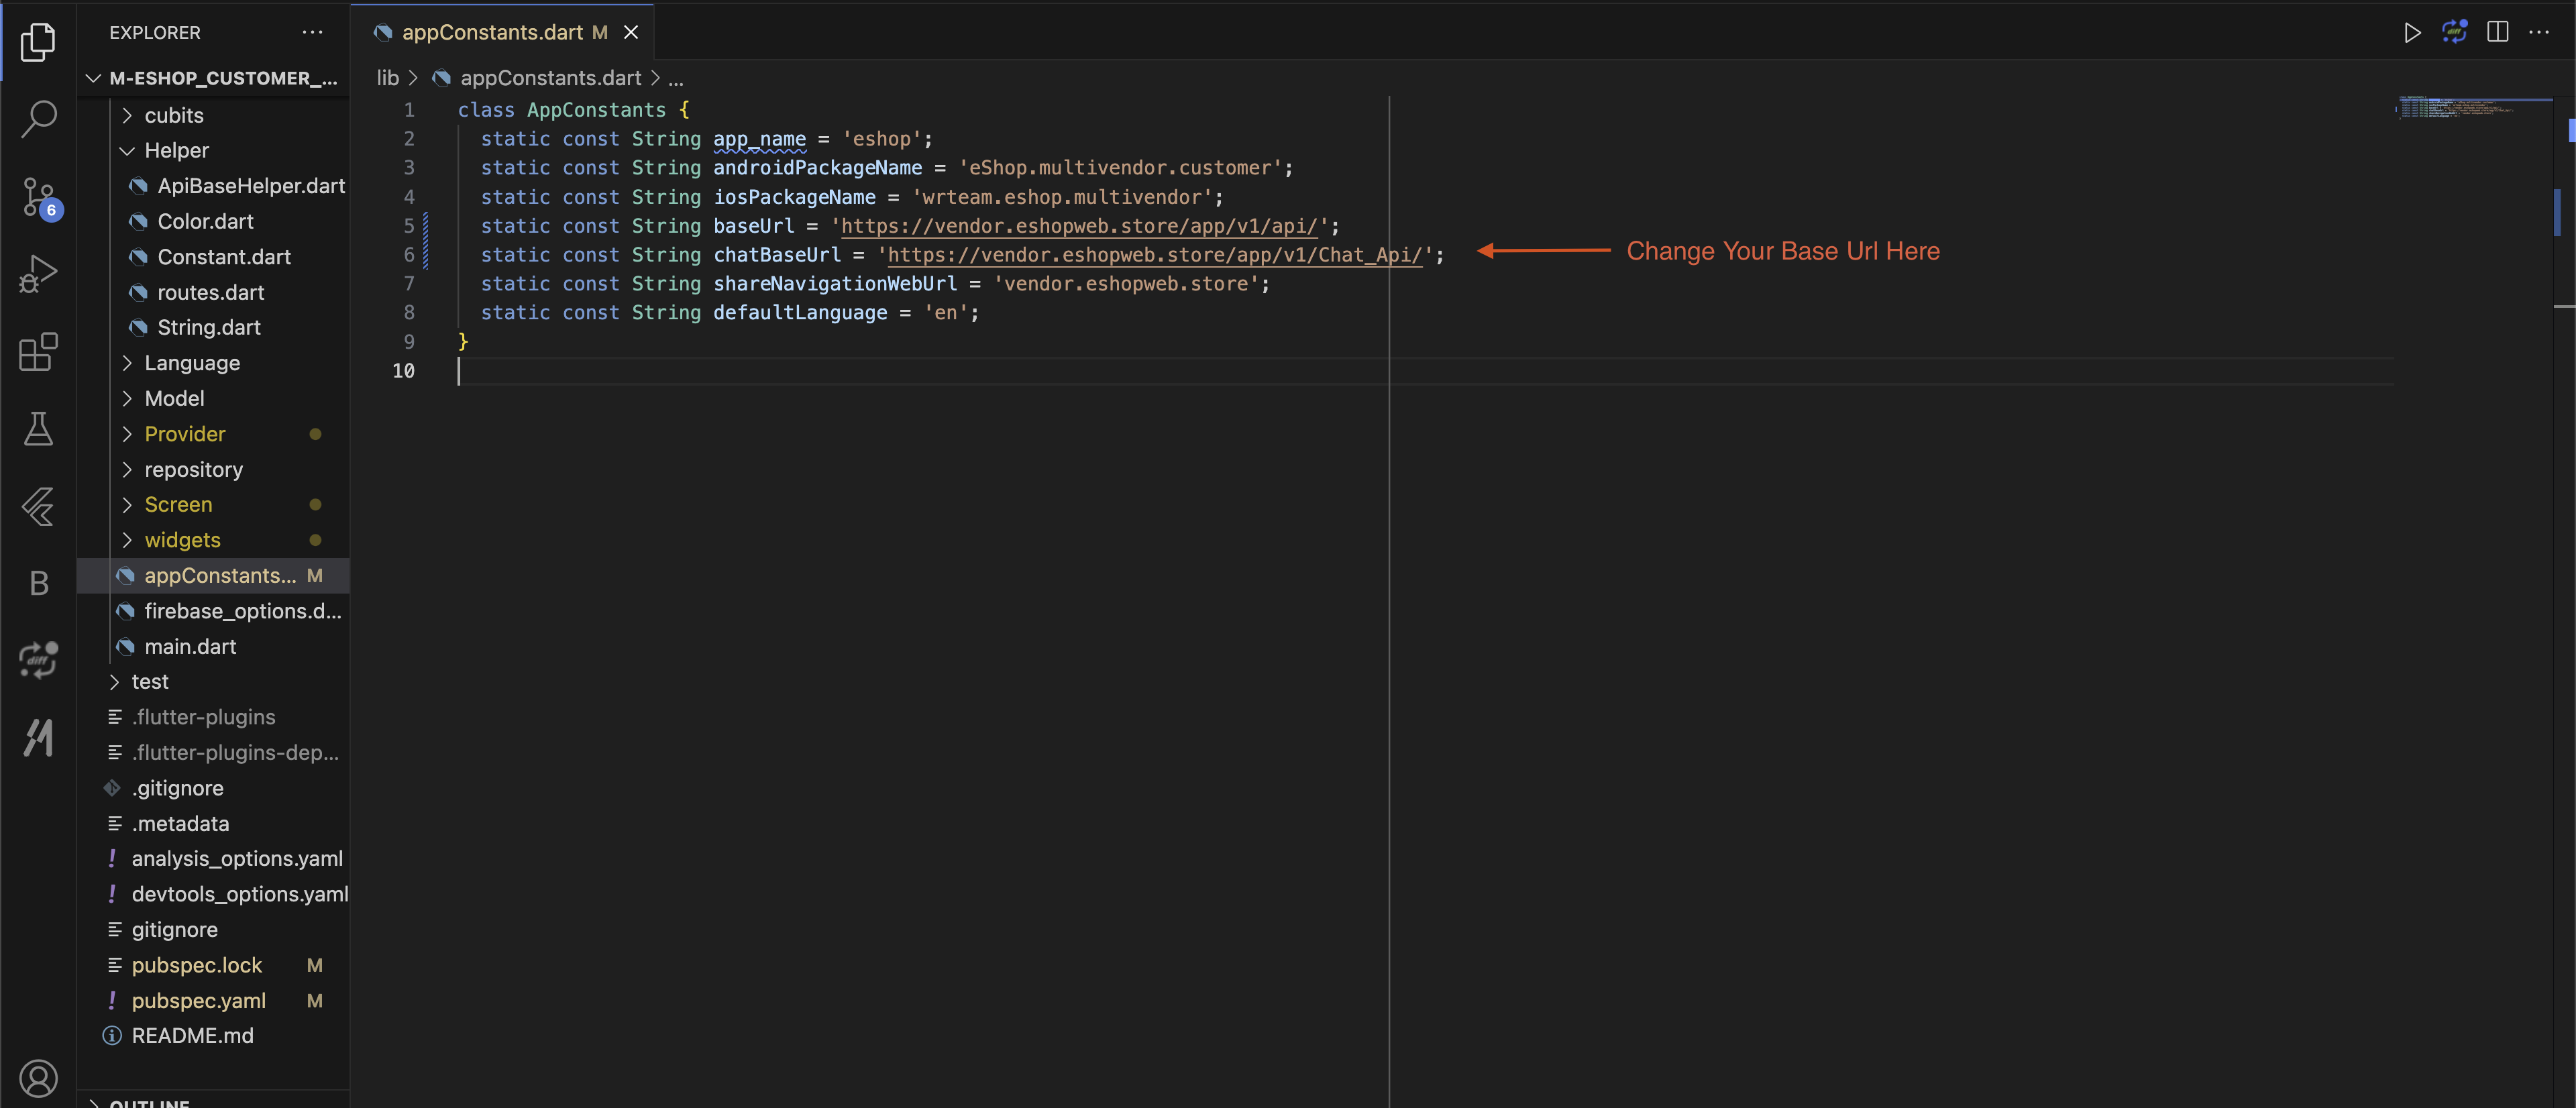 EXPLORER
M-ESHOP_CUSTOMER_...
cubits
Helper
ApiBaseHelper.dart
Color.dart
Constant.dart
routes.dart
String.dart
Language
Model
Provider
repository
Screen
widgets
appConstants... M
firebase_options.d...
main.dart
test
.flutter-plugins
.flutter-plugins-dep...
.gitignore
.metadata
! analysis_options.yaml
! devtools_options.yaml
gitignore
pubspec.lock M
! pubspec.yaml M
README.md
OUTLINE
6
B
diff
appConstants.dart M
diff
lib > appConstants.dart > ...
1 class AppConstants {
2 static const String app_name = 'eshop';
3 static const String androidPackageName = 'eShop.multivendor.customer';
4 static const String iosPackageName = 'wrteam.eshop.multivendor';
5 static const String baseUrl = 'https://vendor.eshopweb.store/app/v1/api/';
6 static const String chatBaseUrl = 'https://vendor.eshopweb.store/app/v1/Chat_Api/';
7 static const String shareNavigationWebUrl = 'vendor.eshopweb.store';
8 static const String defaultLanguage = 'en';
9 }
10
Change Your Base Url Here